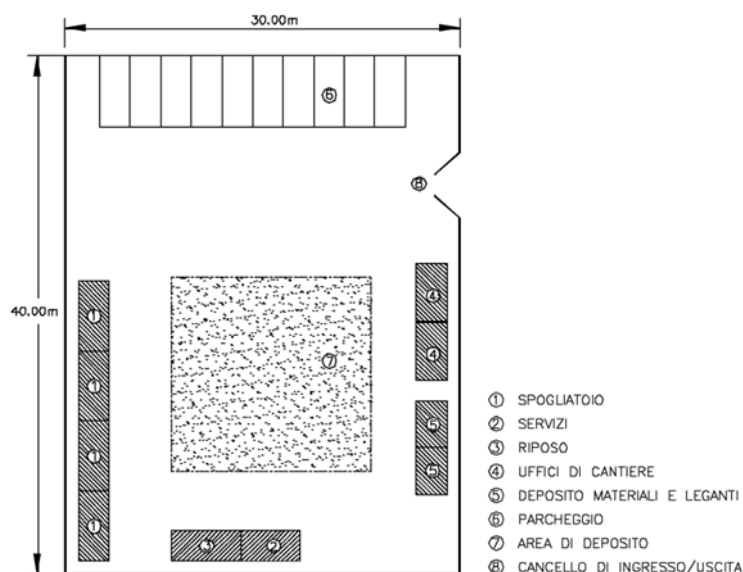 30.00m
6
8
40.00m
1
4
1
4
7
1
5
5
1
3
2
1 SPOGLIATOIO
2 SERVIZI
3 RIPOSO
4 UFFICI DI CANTIERE
5 DEPOSITO MATERIALI E LEGANTI
6 PARCHEGGIO
7 AREA DI DEPOSITO
8 CANCELLO DI INGRESSO/USCITA